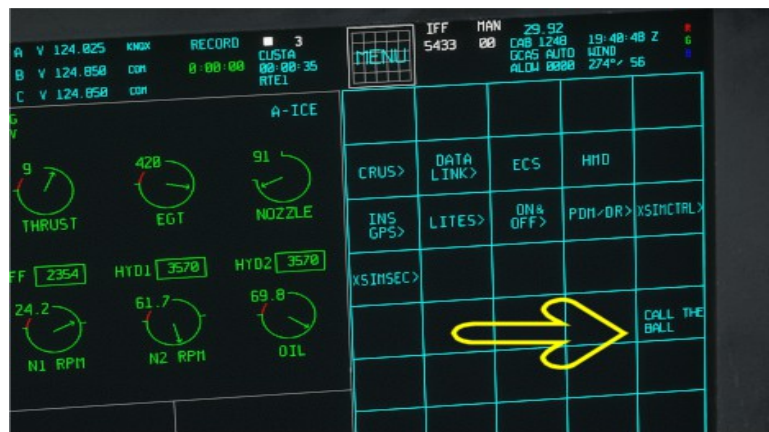 A V 124.025 KNQX
B V 124.850 COM
C V 124.850 COM
RECORD
0:00:00
3
CUSTA
00:00:35
RTE1
MENU
IFF MAN
5433 00
29.92
CAB 1248 19:40:48 Z
GCAS AUTO WIND
ALOW 0000 274°/ 56
R
G
B
G
V
A-ICE
9
THRUST
420
EGT
91
NOZZLE
FF 2354
HYD1 3570
HYD2 3570
24.2
N1 RPM
61.7
N2 RPM
69.8
OIL
CRUS>
DATA
LINK>
ECS
HMD
INS
GPS>
LITES>
ON&
OFF>
PDM/DR>
XSIMCTRL>
XSIMSEC>
CALL THE
BALL